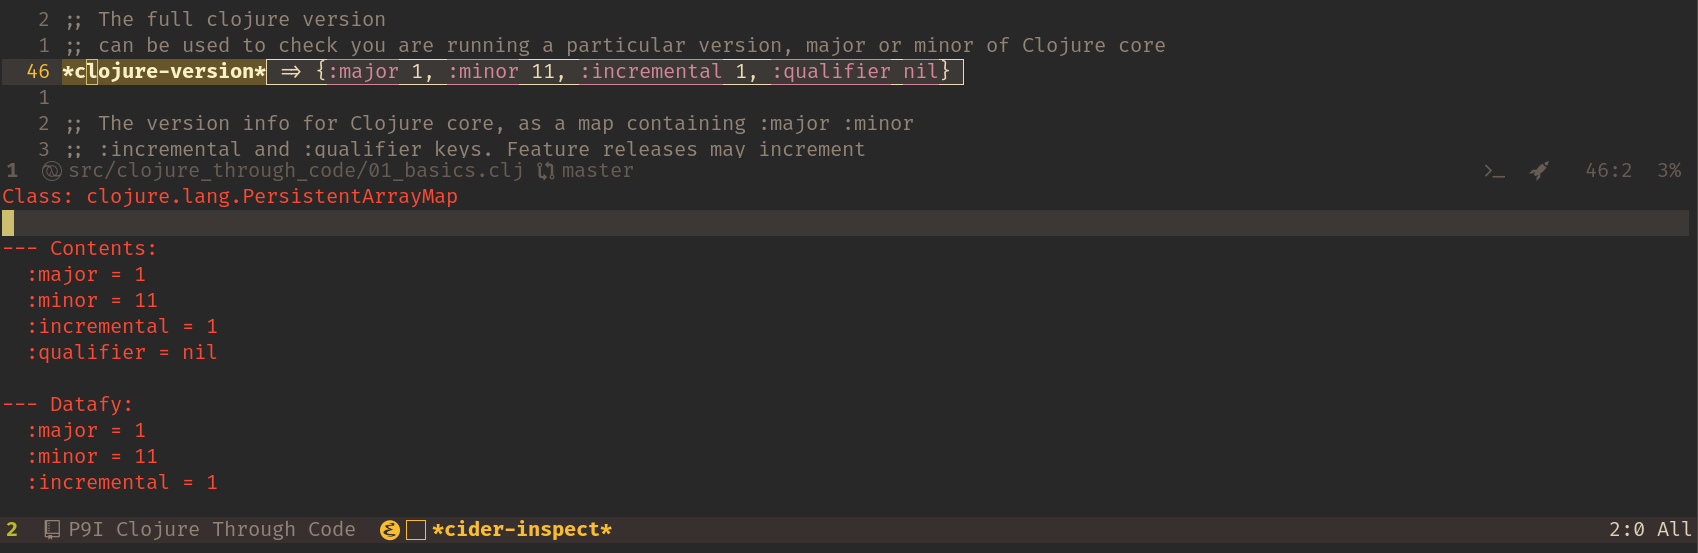 2 ;; The full clojure version
1 ;; can be used to check you are running a particular version, major or minor of Clojure core
46 *clojure-version* => {:major 1, :minor 11, :incremental 1, :qualifier nil}
1
2 ;; The version info for Clojure core, as a map containing :major :minor
3 ;; :incremental and :qualifier keys. Feature releases may increment
1 src/clojure_through_code/01_basics.clj master >_ 46:2 3%
Class: clojure.lang.PersistentArrayMap
--- Contents:
:major = 1
:minor = 11
:incremental = 1
:qualifier = nil
--- Datafy:
:major = 1
:minor = 11
:incremental = 1
2 P9I Clojure Through Code *cider-inspect* 2:0 All